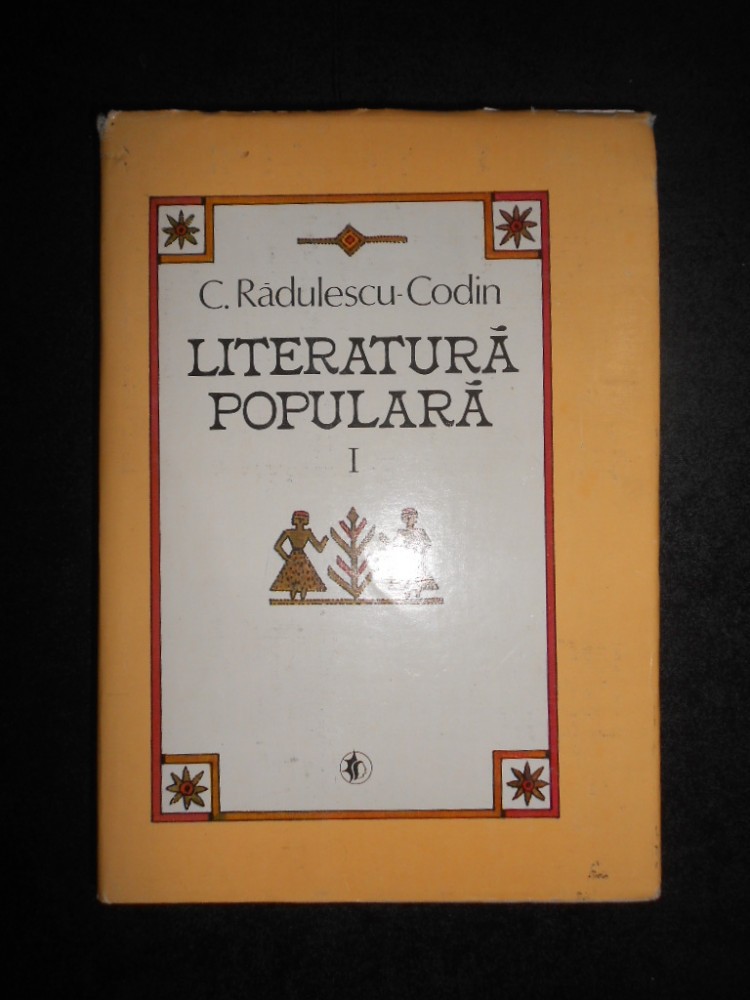 C. Rădulescu-Codin
LITERATURĂ
POPULARĂ
I